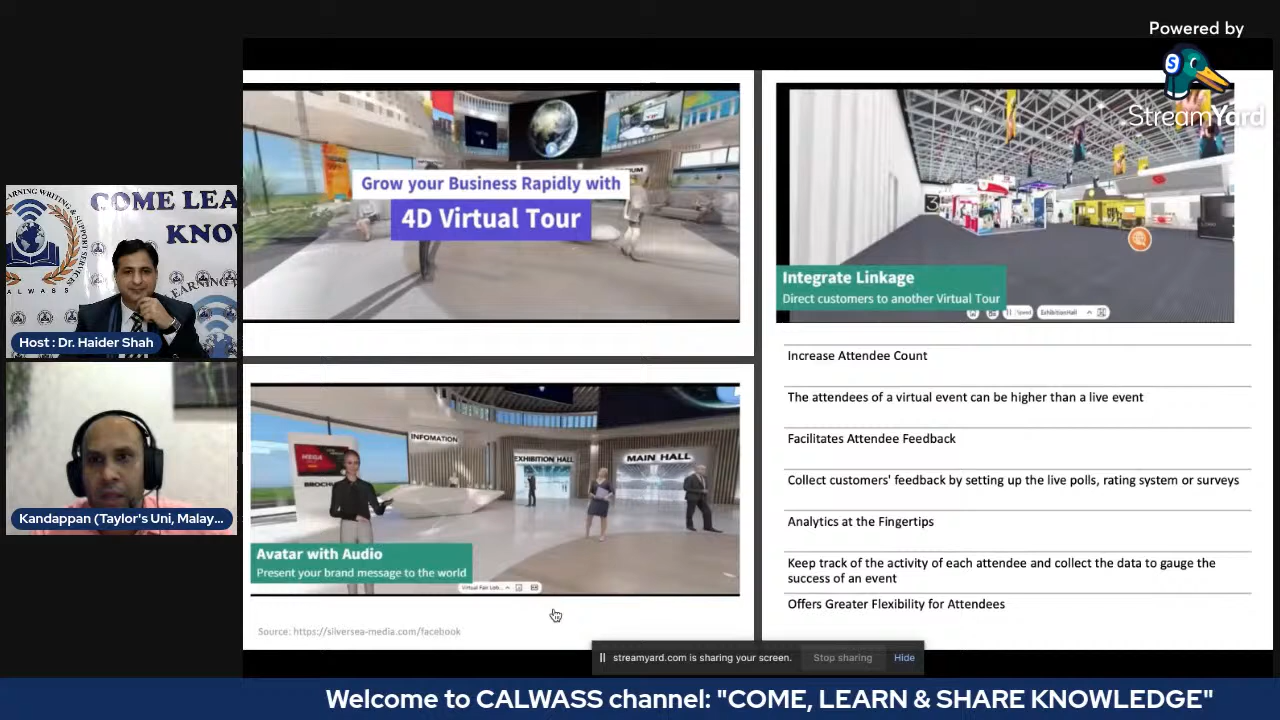 Powered by
StreamYard
COME LEA
KNOW
CALWASS
Host : Dr. Haider Shah
Kandappan (Taylor's Uni, Malay...
Grow your Business Rapidly with
4D Virtual Tour
INFOMATION
EXHIBITION HALL
MAIN HALL
MEGA
BROCHU
Avatar with Audio
Present your brand message to the world
Source: https://silversea-media.com/facebook
3
Integrate Linkage
Direct customers to another Virtual Tour
ExhibitionHall
Increase Attendee Count
The attendees of a virtual event can be higher than a live event
Facilitates Attendee Feedback
Collect customers' feedback by setting up the live polls, rating system or surveys
Analytics at the Fingertips
Keep track of the activity of each attendee and collect the data to gauge the
success of an event
Offers Greater Flexibility for Attendees
streamyard.com is sharing your screen.
Stop sharing
Hide
Welcome to CALWASS channel: "COME, LEARN & SHARE KNOWLEDGE"